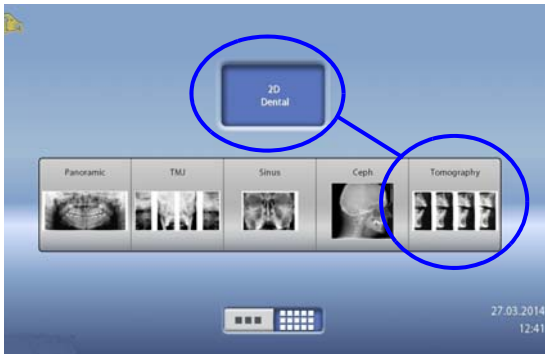 2D
Dental
Panoramic TMJ Sinus Ceph Tomography
27.03.2014
12:41